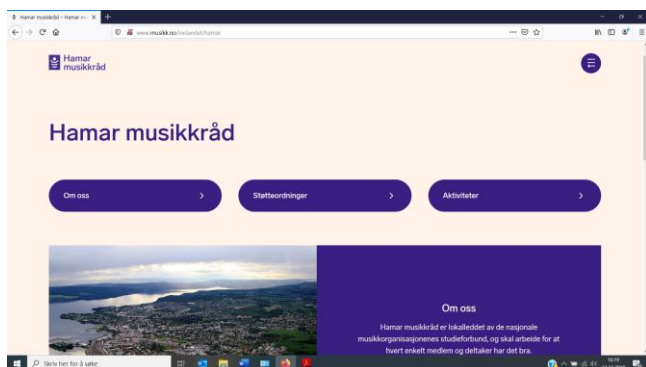 Hamar musikkråd – Hamar mu
www.musikk.no/innlandet/hamar
Hamar
musikkråd
Hamar musikkråd
Om oss
Støtteordninger
Aktiviteter
Om oss
Hamar musikkråd er lokalleddet av de nasjonale
musikkorganisasjonenes studieforbund, og skal arbeide for at
hvert enkelt medlem og deltaker har det bra.
Skriv her for å søke